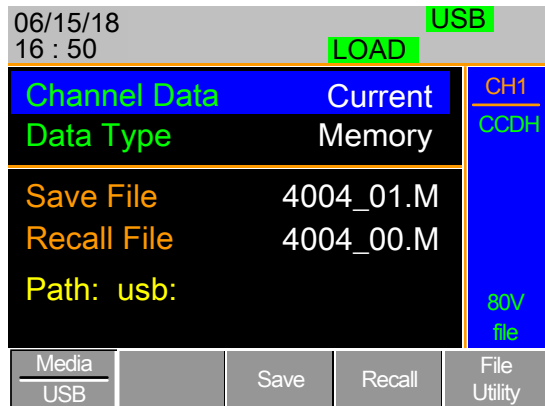 06/15/18 USB
16 : 50 LOAD
Channel Data Current
Data Type Memory
Save File 4004_01.M
Recall File 4004_00.M
Path: usb:
CH1
CCDH
80V
file
Media
USB
Save
Recall
File
Utility